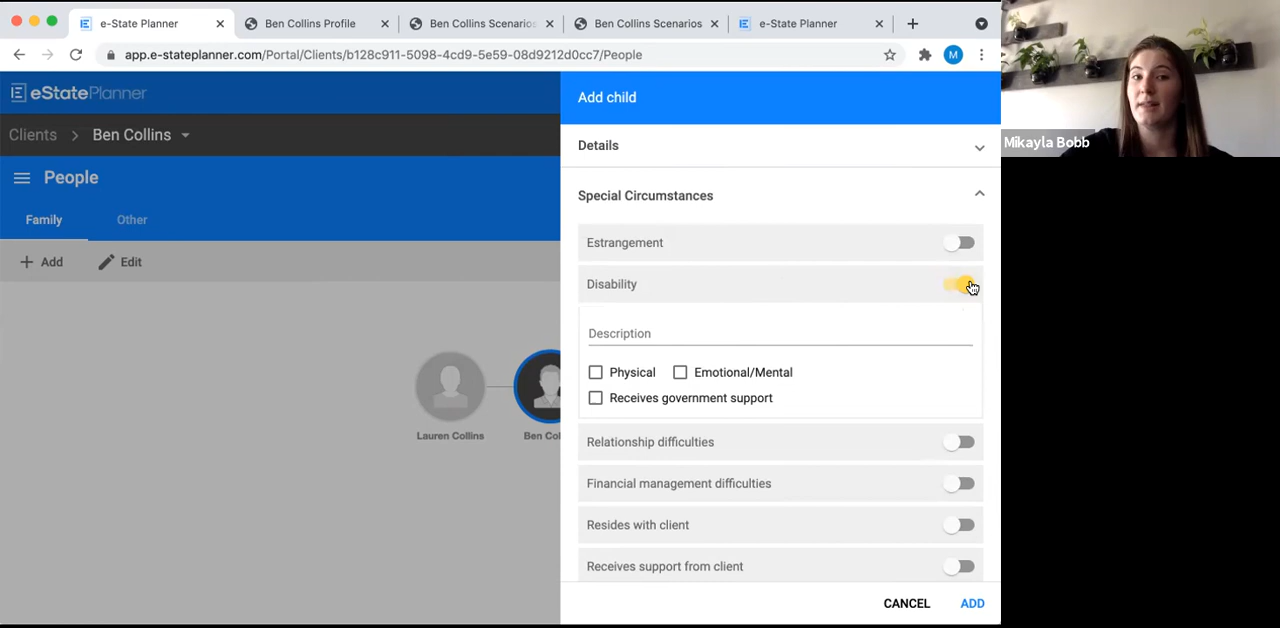 e-State Planner
Ben Collins Profile
Ben Collins Scenarios
Ben Collins Scenarios
e-State Planner
app.e-stateplanner.com/Portal/Clients/b128c911-5098-4cd9-5e59-08d9212d0cc7/People
M
eStatePlanner
Clients > Ben Collins
People
Family
Other
+ Add
Edit
Lauren Collins
Ben Col
Add child
Details
Special Circumstances
Estrangement
Disability
Description
Physical
Emotional/Mental
Receives government support
Relationship difficulties
Financial management difficulties
Resides with client
Receives support from client
CANCEL
ADD
Mikayla Bobb